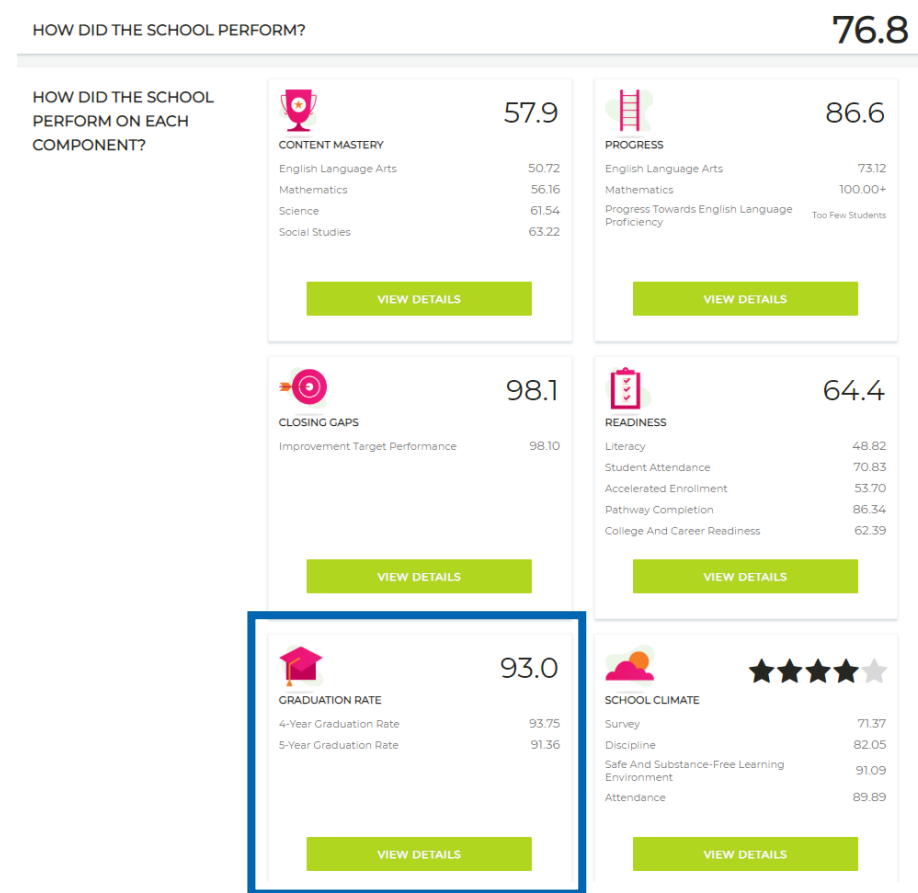 HOW DID THE SCHOOL PERFORM?
76.8
HOW DID THE SCHOOL
PERFORM ON EACH
COMPONENT?
57.9
CONTENT MASTERY
English Language Arts 50.72
Mathematics 56.16
Science 61.54
Social Studies 63.22
VIEW DETAILS
86.6
PROGRESS
English Language Arts 73.12
Mathematics 100.00+
Progress Towards English Language
Proficiency
Too Few Students
VIEW DETAILS
98.1
CLOSING GAPS
Improvement Target Performance 98.10
VIEW DETAILS
64.4
READINESS
Literacy 48.82
Student Attendance 70.83
Accelerated Enrollment 53.70
Pathway Completion 86.34
College And Career Readiness 62.39
VIEW DETAILS
93.0
GRADUATION RATE
4-Year Graduation Rate 93.75
5-Year Graduation Rate 91.36
VIEW DETAILS
SCHOOL CLIMATE
Survey 71.37
Discipline 82.05
Safe And Substance-Free Learning
Environment
91.09
Attendance 89.89
VIEW DETAILS